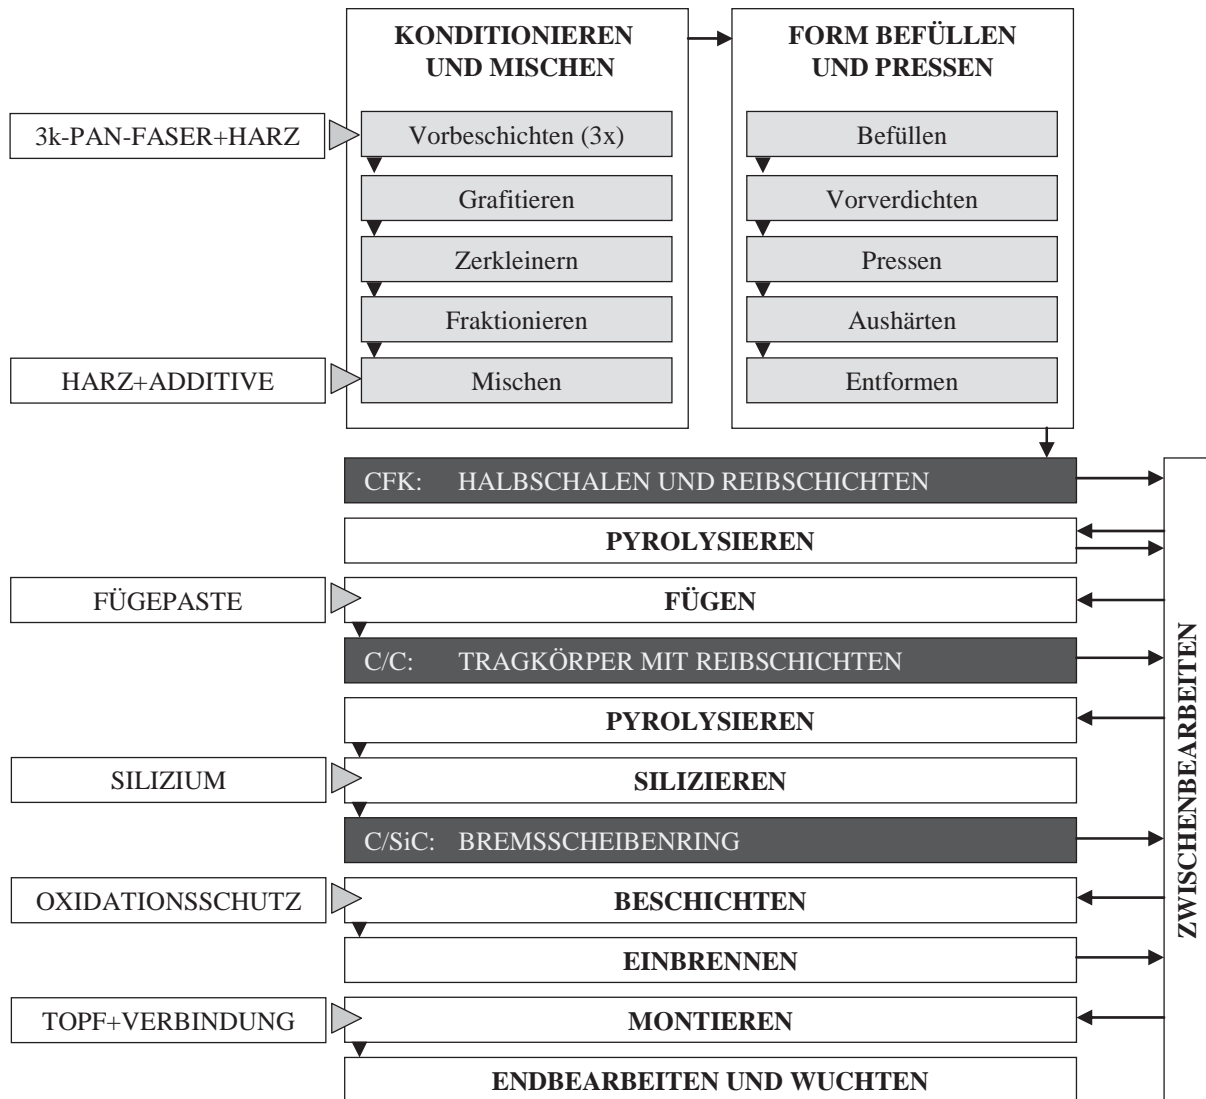 KONDITIONIEREN
UND MISCHEN
FORM BEFÜLLEN
UND PRESSEN
3k-PAN-FASER+HARZ
Vorbeschichten (3x)
Befüllen
Grafitieren
Vorverdichten
Zerkleinern
Pressen
Fraktionieren
Aushärten
HARZ+ADDITIVE
Mischen
Entformen
CFK: HALBSCHALEN UND REIBSCHICHTEN
PYROLYSIEREN
FÜGEPASTE
FÜGEN
C/C: TRAGKÖRPER MIT REIBSCHICHTEN
PYROLYSIEREN
SILIZIUM
SILIZIEREN
C/SiC: BREMSSCHEIBENRING
OXIDATIONSSCHUTZ
BESCHICHTEN
EINBRENNEN
TOPF+VERBINDUNG
MONTIEREN
ENDBEARBEITEN UND WUCHTEN
ZWISCHENBEARBEITEN